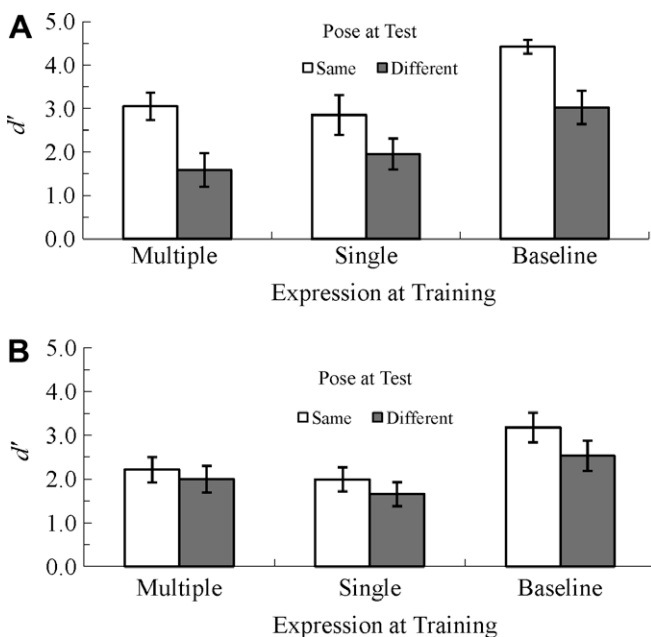 A
5.0
Pose at Test
4.0
Same Different
3.0
d'
2.0
1.0
0.0
Multiple Single Baseline
Expression at Training
B
5.0
Pose at Test
4.0
Same Different
3.0
d'
2.0
1.0
0.0
Multiple Single Baseline
Expression at Training